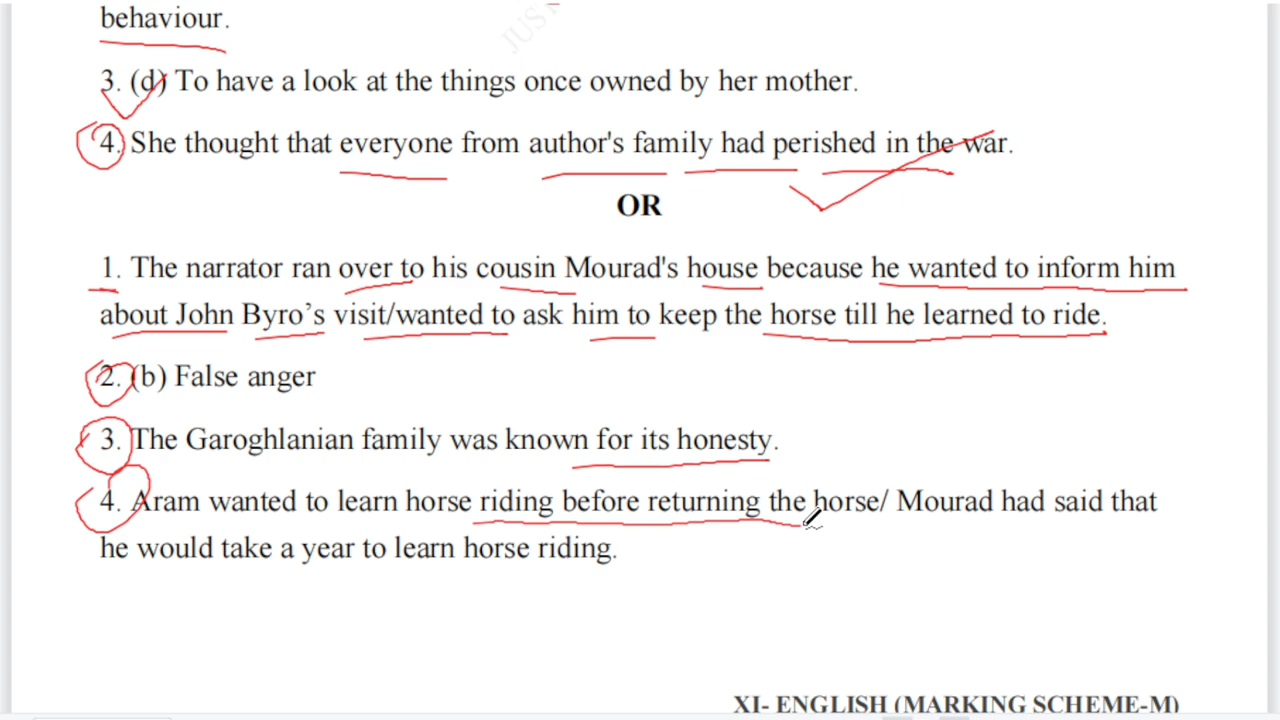 behaviour.
JUST
3. (d) To have a look at the things once owned by her mother.
4. She thought that everyone from author's family had perished in the war.
OR
1. The narrator ran over to his cousin Mourad's house because he wanted to inform him
about John Byro’s visit/wanted to ask him to keep the horse till he learned to ride.
2. (b) False anger
3. The Garoghlanian family was known for its honesty.
4. Aram wanted to learn horse riding before returning the horse/ Mourad had said that
he would take a year to learn horse riding.
XI- ENGLISH (MARKING SCHEME-M)